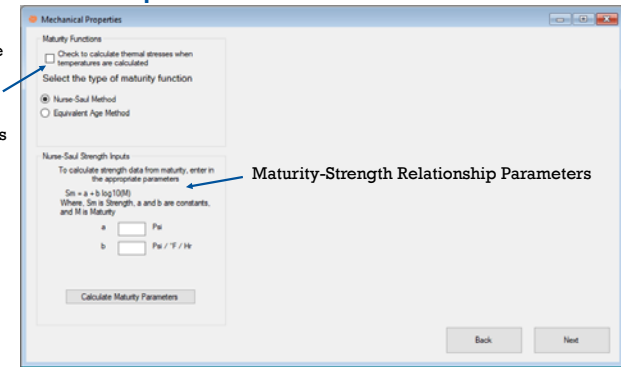 Mechanical Properties
Maturity Functions
Check to calculate thermal stresses when
temperatures are calculated
Select the type of maturity function
Nurse-Saul Method
Equivalent Age Method
Nurse-Saul Strength Inputs
To calculate strength data from maturity, enter in
the appropriate parameters
Sm = a + b log10(M)
Where, Sm is Strength, a and b are constants,
and M is Maturity
a Psi
b Psi / °F / Hr
Calculate Maturity Parameters
Maturity-Strength Relationship Parameters
Back Next